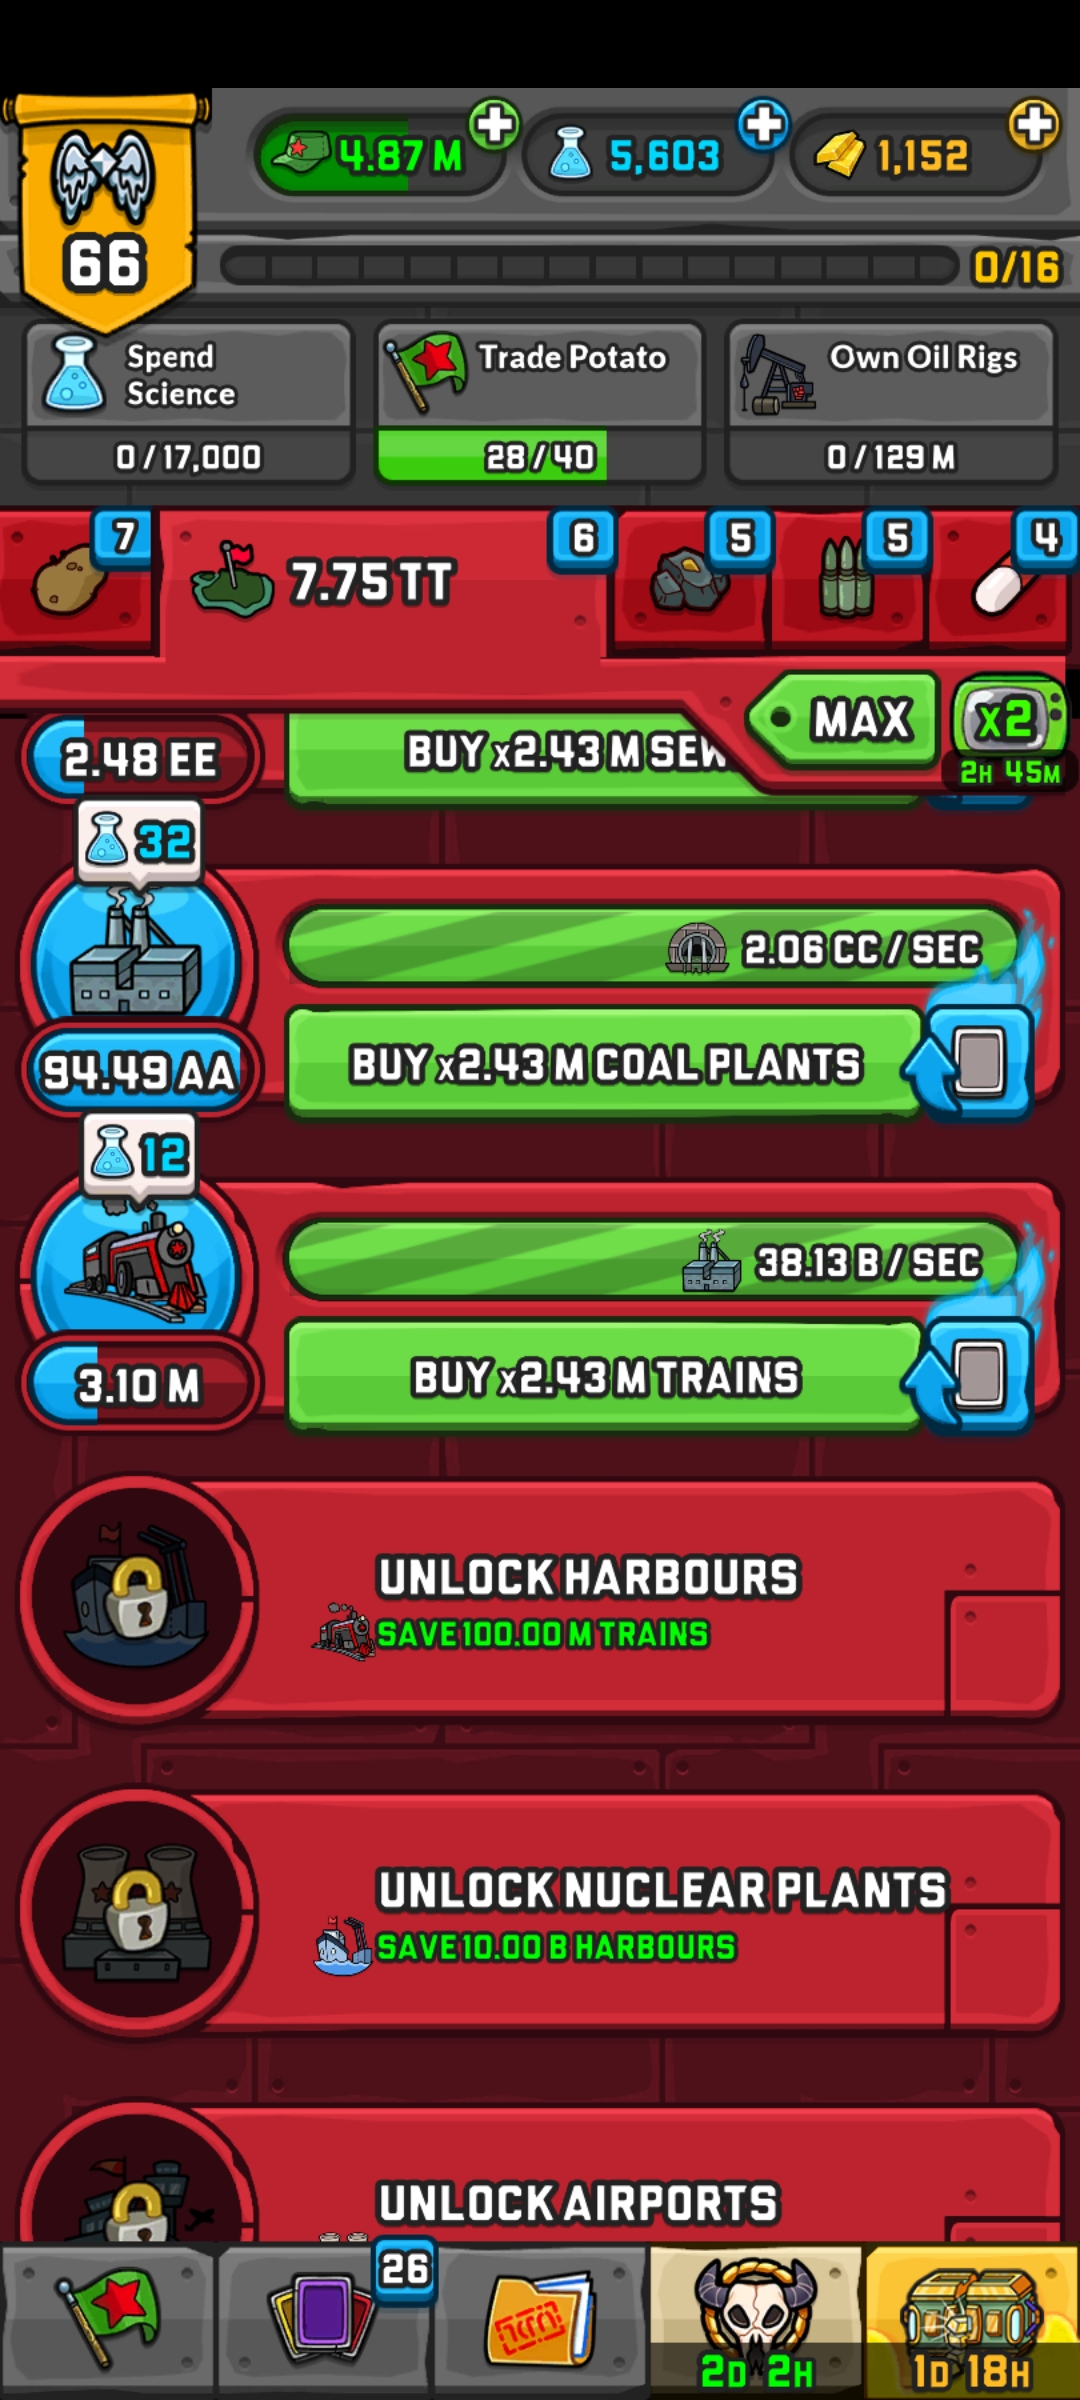 4.87 M
5,603
1,152
66
0/16
Spend
Science
0 / 17,000
Trade Potato
28 / 40
Own Oil Rigs
0 / 129 M
7
7.75 TT
6
5
5
4
MAX
x2
2H 45M
2.48 EE
BUY x2.43 M
32
2.06 CC / SEC
94.49 AA
BUY x2.43 M COAL PLANTS
12
38.13 B / SEC
3.10 M
BUY x2.43 M TRAINS
UNLOCK HARBOURS
SAVE 100.00 M TRAINS
UNLOCK NUCLEAR PLANTS
SAVE 10.00 B HARBOURS
UNLOCK AIRPORTS
26
2D 2H
1D 18H